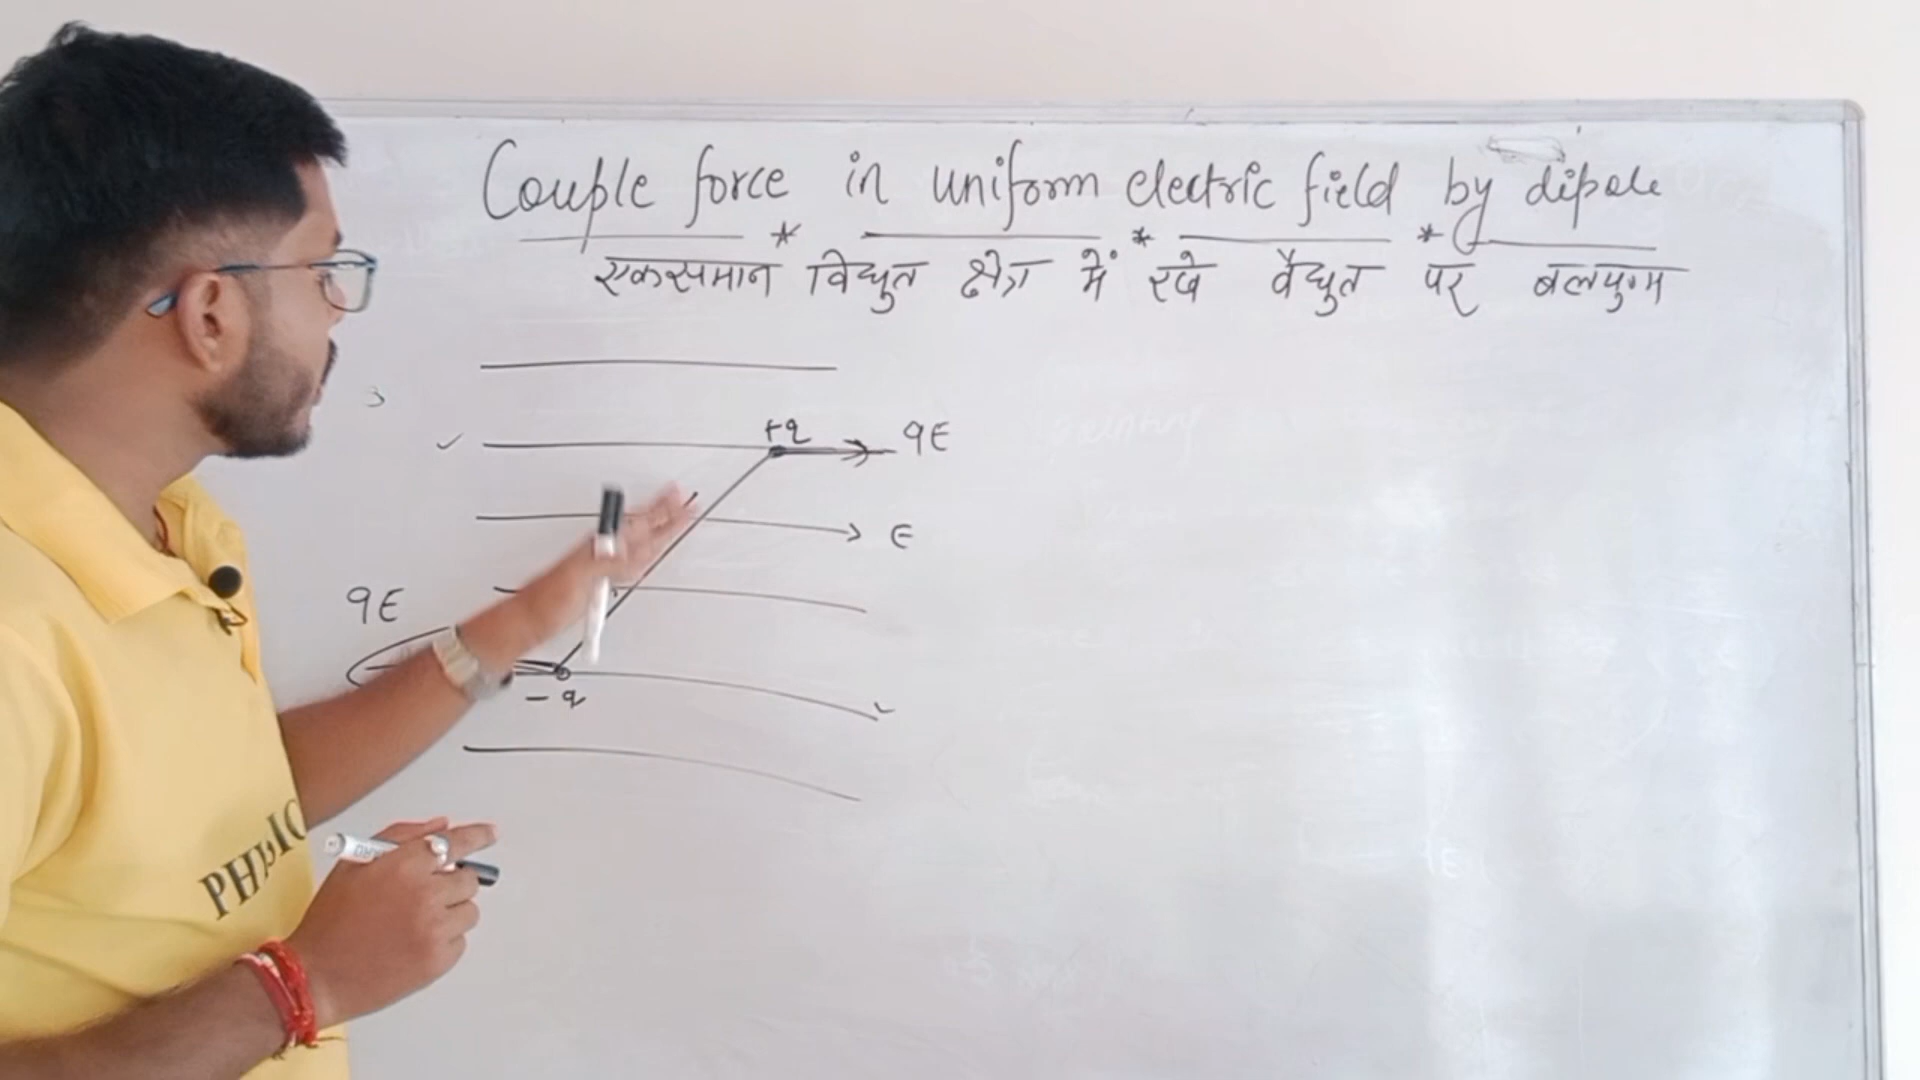 Couple force in uniform electric field by dipole
एकसमान विद्युत क्षेत्र में रखे वैद्युत पर बलयुग्म
+q
qE
E
qE
-q